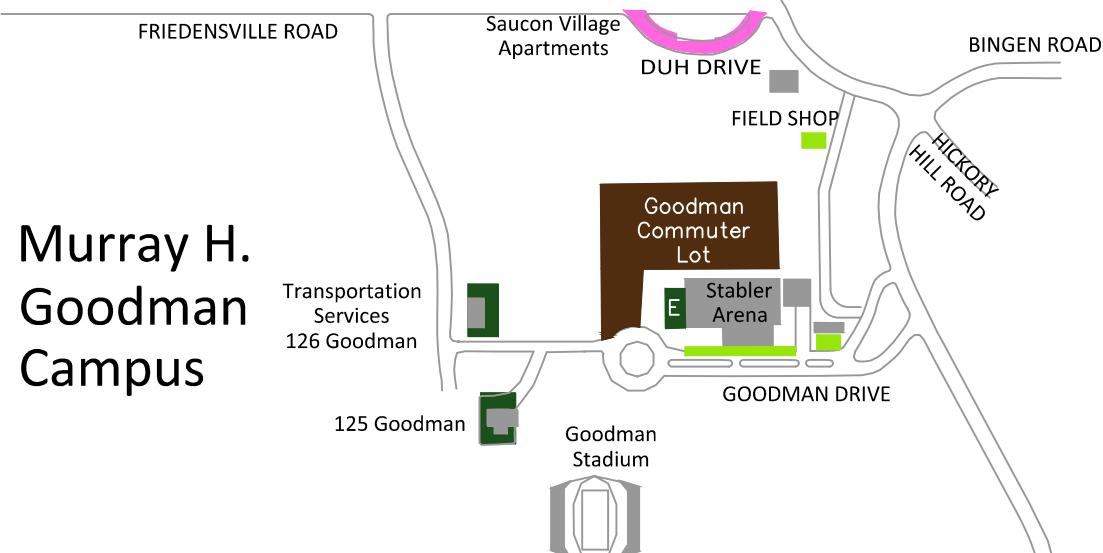 FRIEDENSVILLE ROAD
Saucon Village
Apartments
DUH DRIVE
BINGEN ROAD
FIELD SHOP
HICKORY
HILL ROAD
Goodman
Commuter
Lot
Murray H.
Goodman
Campus
Transportation
Services
126 Goodman
E
Stabler
Arena
GOODMAN DRIVE
125 Goodman
Goodman
Stadium